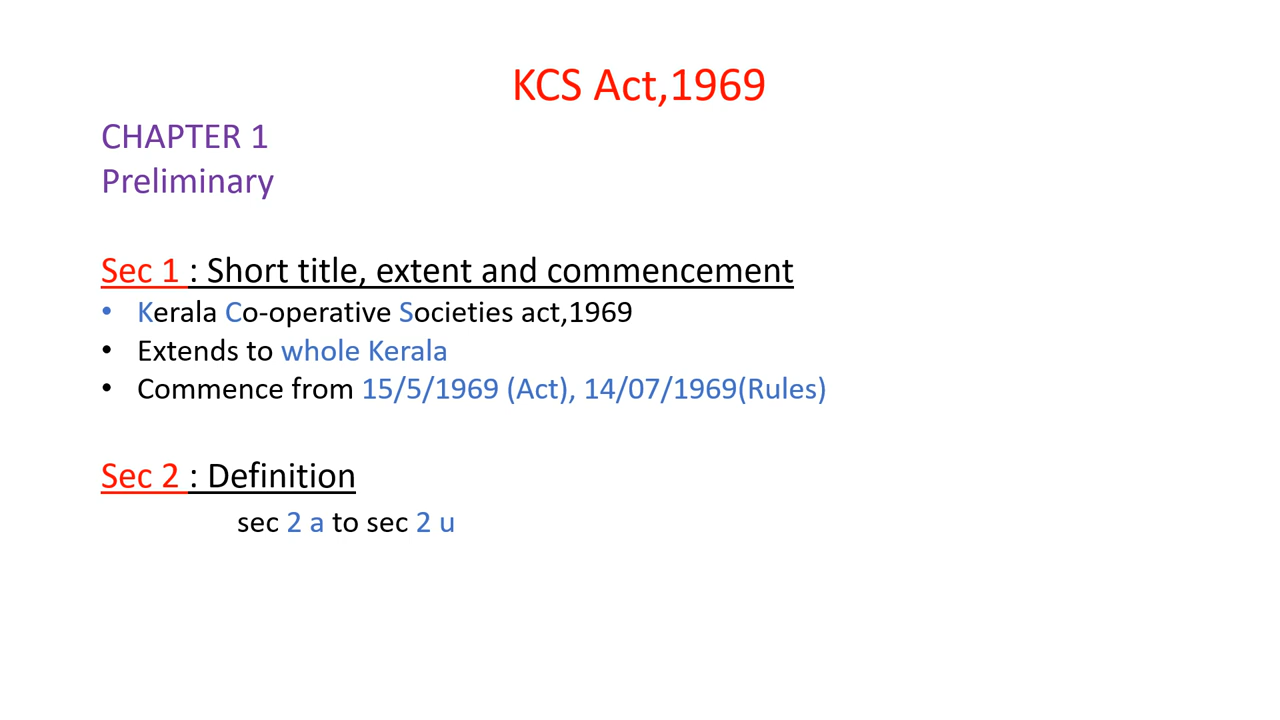 KCS Act,1969
CHAPTER 1
Preliminary
Sec 1 : Short title, extent and commencement
• Kerala Co-operative Societies act,1969
• Extends to whole Kerala
• Commence from 15/5/1969 (Act), 14/07/1969(Rules)
Sec 2 : Definition
sec 2 a to sec 2 u